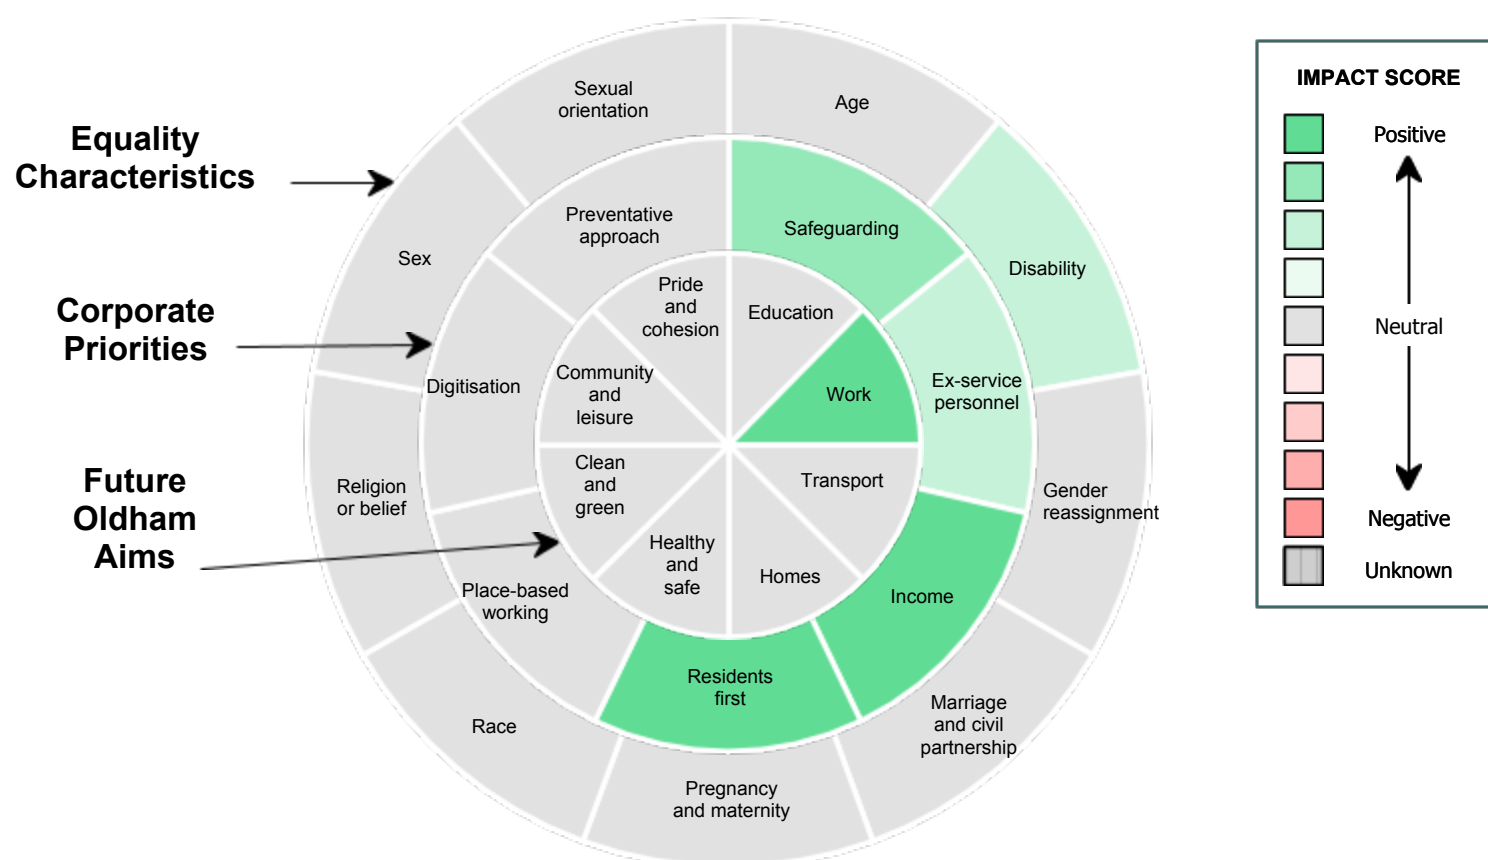 Equality
Characteristics
Corporate
Priorities
Future
Oldham
Aims
Sexual
orientation
Age
Sex
Disability
Religion
or belief
Gender
reassignment
Race
Marriage
and civil
partnership
Pregnancy
and maternity
Preventative
approach
Safeguarding
Digitisation
Ex-service
personnel
Place-based
working
Income
Residents
first
Pride
and
cohesion
Education
Community
and
leisure
Work
Clean
and
green
Transport
Healthy
and
safe
Homes
IMPACT SCORE
Positive
Neutral
Negative
Unknown